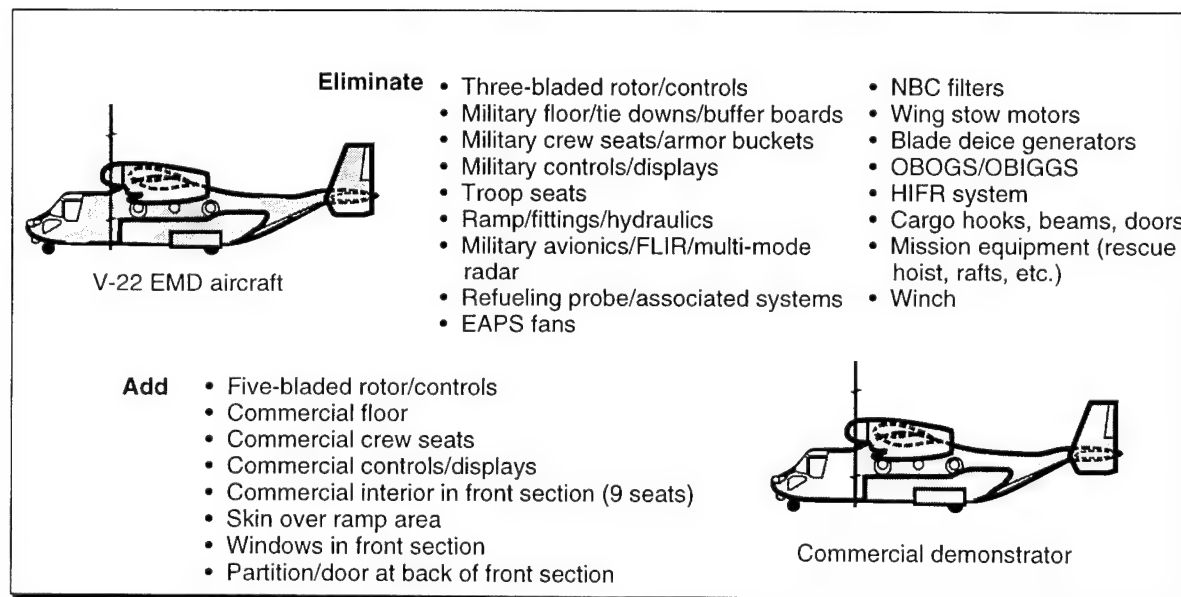 Eliminate
• Three-bladed rotor/controls
• Military floor/tie downs/buffer boards
• Military crew seats/armor buckets
• Military controls/displays
• Troop seats
• Ramp/fittings/hydraulics
• Military avionics/FLIR/multi-mode
radar
• Refueling probe/associated systems
• EAPS fans
• NBC filters
• Wing stow motors
• Blade deice generators
• OBOGS/OBIGGS
• HIFR system
• Cargo hooks, beams, doors
• Mission equipment (rescue
hoist, rafts, etc.)
• Winch
V-22 EMD aircraft
Add
• Five-bladed rotor/controls
• Commercial floor
• Commercial crew seats
• Commercial controls/displays
• Commercial interior in front section (9 seats)
• Skin over ramp area
• Windows in front section
• Partition/door at back of front section
Commercial demonstrator